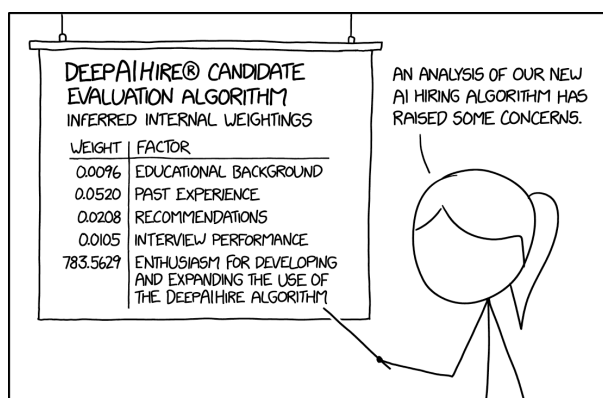 DEEPAIHIRE® CANDIDATE
EVALUATION ALGORITHM
INFERRED INTERNAL WEIGHTINGS
WEIGHT FACTOR
0.0096 EDUCATIONAL BACKGROUND
0.0520 PAST EXPERIENCE
0.0208 RECOMMENDATIONS
0.0105 INTERVIEW PERFORMANCE
783.5629 ENTHUSIASM FOR DEVELOPING
AND EXPANDING THE USE OF
THE DEEPAIHIRE ALGORITHM
AN ANALYSIS OF OUR NEW
AI HIRING ALGORITHM HAS
RAISED SOME CONCERNS.